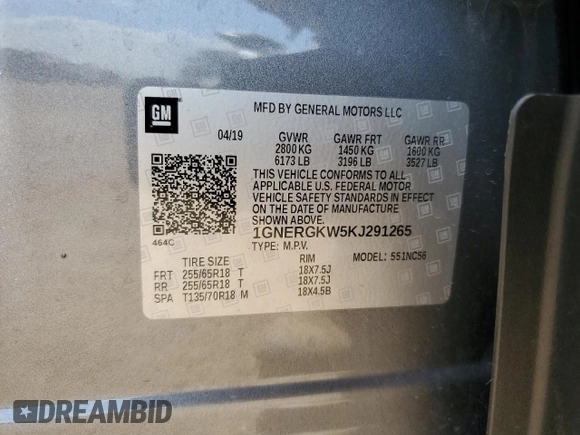 GM
MFD BY GENERAL MOTORS LLC
04/19 GVWR GAWR FRT GAWR RR
2800 KG 1450 KG 1600 KG
6173 LB 3196 LB 3527 LB
THIS VEHICLE CONFORMS TO ALL
APPLICABLE U.S. FEDERAL MOTOR
VEHICLE SAFETY STANDARDS IN EFFECT
ON THE DATE OF MANUFACTURE
SHOWN ABOVE.
1GNERGKW5KJ291265
464C
TYPE: M.P.V. MODEL: 551NC56
TIRE SIZE RIM
FRT 255/65R18 T 18X7.5J
RR 255/65R18 T 18X7.5J
SPA T135/70R18 M 18X4.5B
DREAMBID